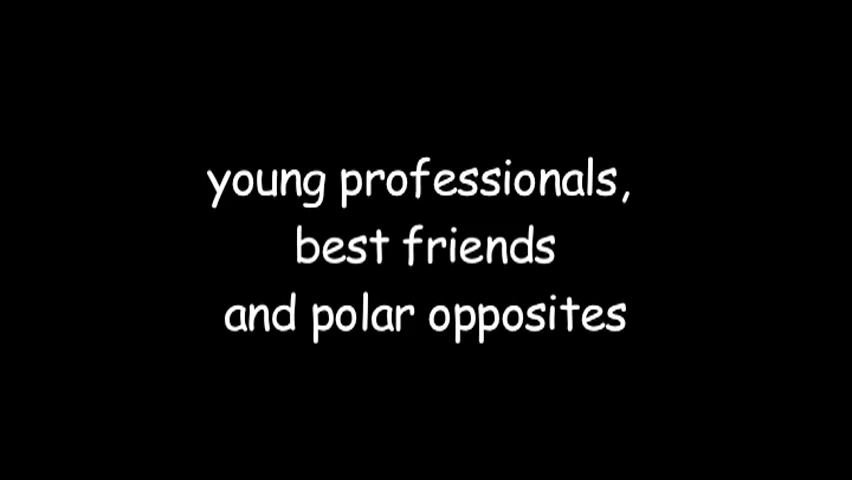 young professionals,
best friends
and polar opposites